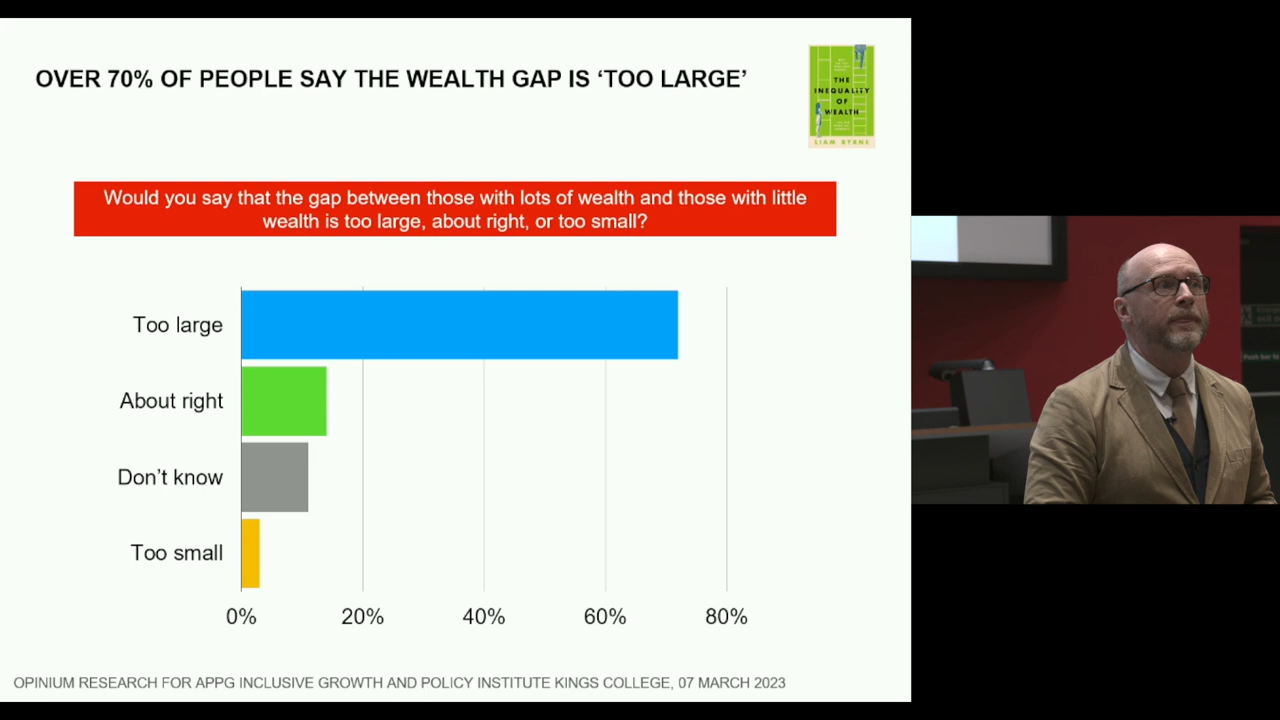 OVER 70% OF PEOPLE SAY THE WEALTH GAP IS ‘TOO LARGE’
THE
INEQUALITY
OF
WEALTH
LIAM BYRNE
Would you say that the gap between those with lots of wealth and those with little
wealth is too large, about right, or too small?
Too large
About right
Don’t know
Too small
0% 20% 40% 60% 80%
OPINIUM RESEARCH FOR APPG INCLUSIVE GROWTH AND POLICY INSTITUTE KINGS COLLEGE, 07 MARCH 2023
Push bar to